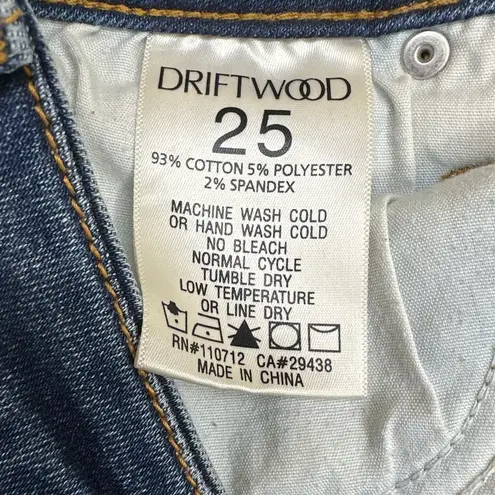 DRIFTWOOD
25
93% COTTON 5% POLYESTER
2% SPANDEX
MACHINE WASH COLD
OR HAND WASH COLD
NO BLEACH
NORMAL CYCLE
TUMBLE DRY
LOW TEMPERATURE
OR LINE DRY
RN#110712 CA#29438
MADE IN CHINA